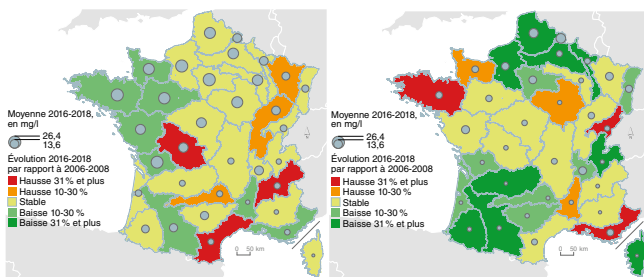 Moyenne 2016-2018,
en mg/l
26,4
13,6
Évolution 2016-2018
par rapport à 2006-2008
Hausse 31 % et plus
Hausse 10-30 %
Stable
Baisse 10-30 %
Baisse 31 % et plus
0 50 km
Moyenne 2016-2018,
en mg/l
26,4
13,6
Évolution 2016-2018
par rapport à 2006-2008
Hausse 31 % et plus
Hausse 10-30 %
Stable
Baisse 10-30 %
Baisse 31 % et plus
0 50 km